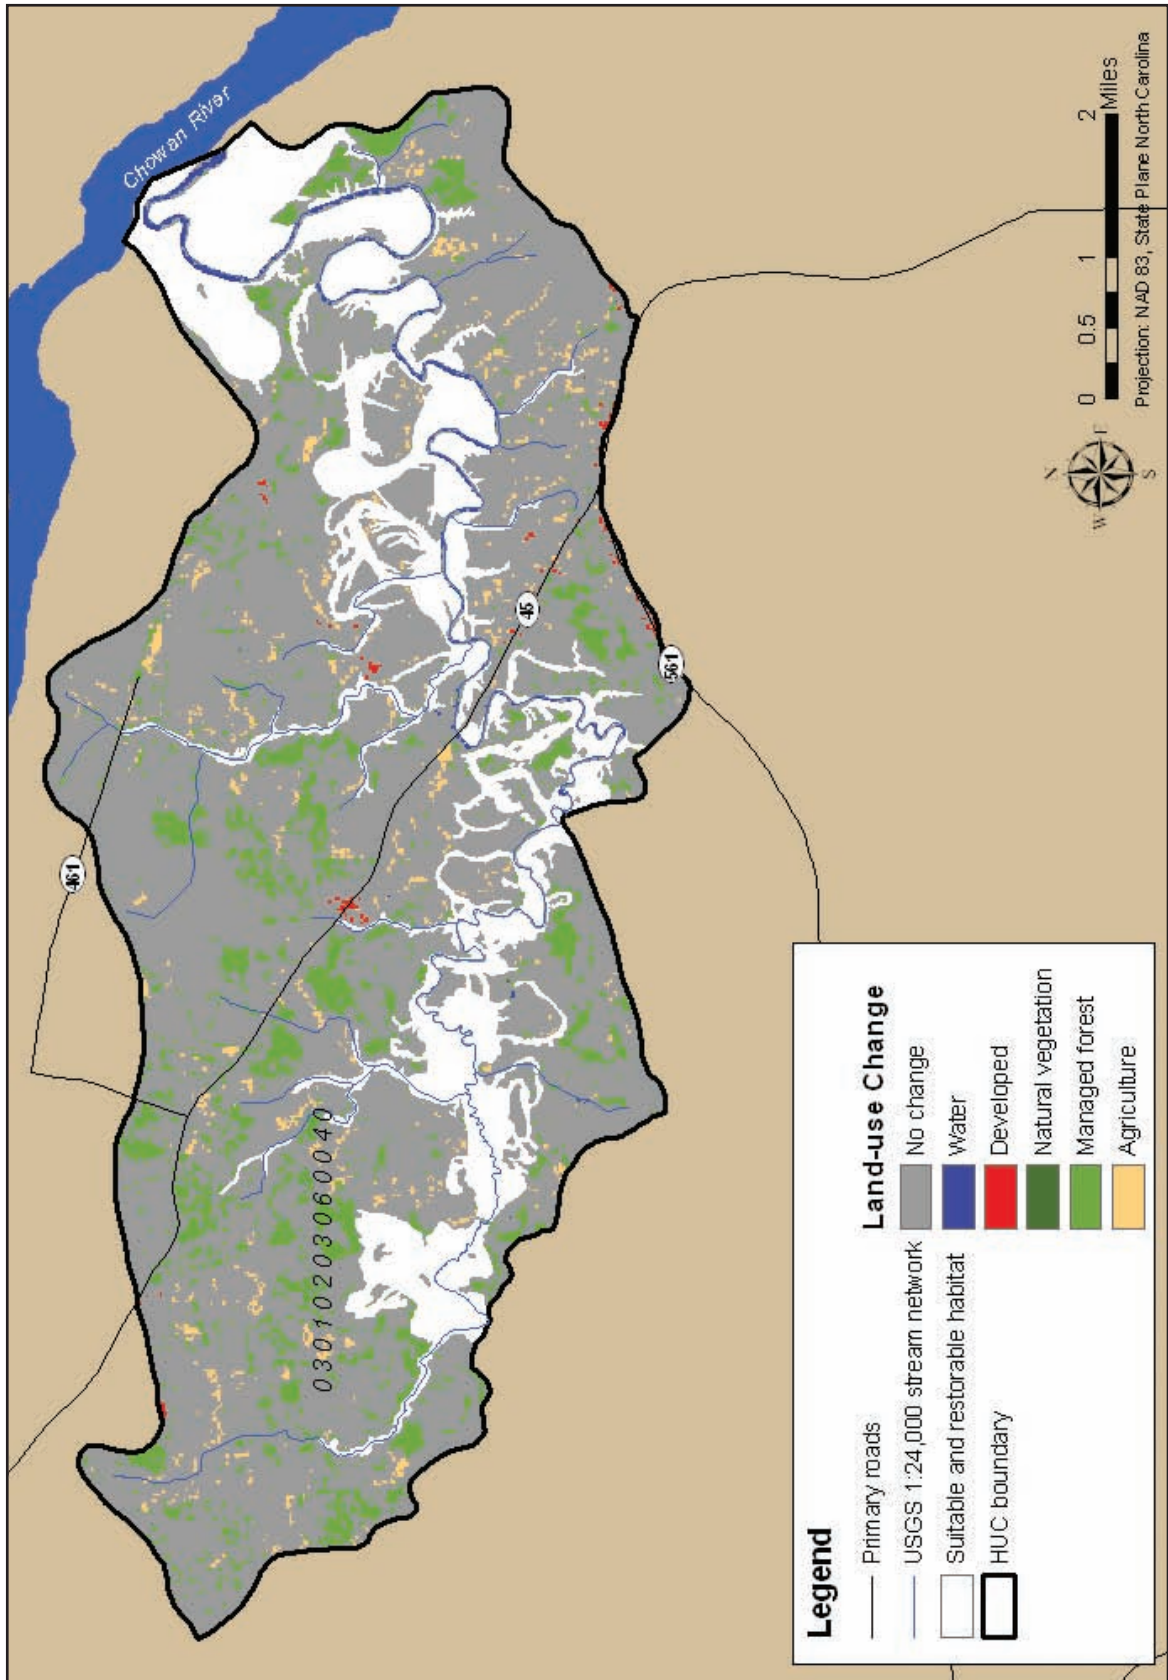 Chowan River
461
45
561
03010203060040
N
W
E
S
0 0.5 1 2
Miles
Projection: NAD 83, State Plane North Carolina
Legend
Primary roads
USGS 1:24,000 stream network
Suitable and restorable habitat
HUC boundary
Land-use Change
No change
Water
Developed
Natural vegetation
Managed forest
Agriculture